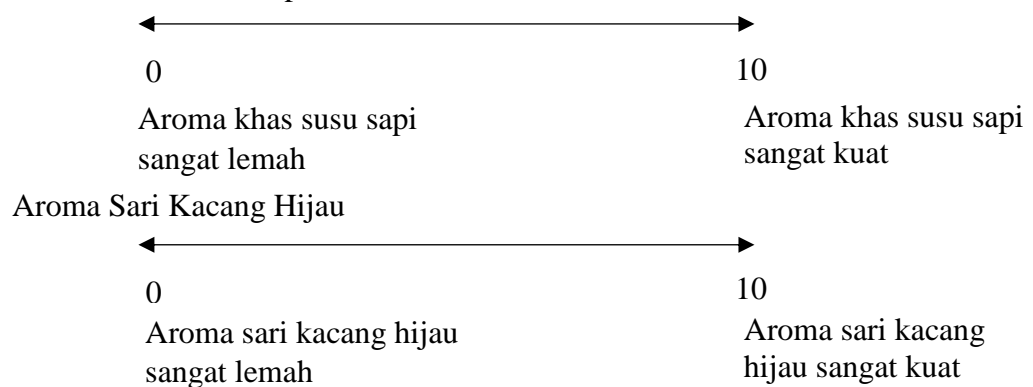 0 10
Aroma khas susu sapi Aroma khas susu sapi
sangat lemah sangat kuat
Aroma Sari Kacang Hijau
0 10
Aroma sari kacang hijau Aroma sari kacang
sangat lemah hijau sangat kuat